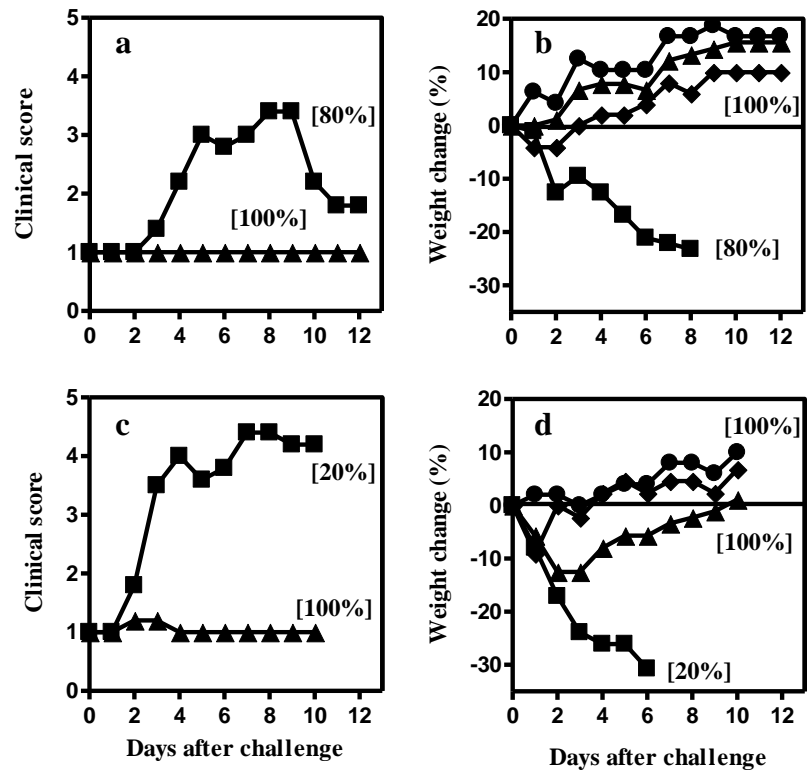 a
Clinical score
5
4
3
2
1
0
[80%]
[100%]
0 2 4 6 8 10 12
b
Weight change (%)
20
10
0
-10
-20
-30
[100%]
[80%]
0 2 4 6 8 10 12
c
Clinical score
5
4
3
2
1
0
[20%]
[100%]
0 2 4 6 8 10 12
Days after challenge
d
Weight change (%)
20
10
0
-10
-20
-30
[100%]
[100%]
[20%]
0 2 4 6 8 10 12
Days after challenge